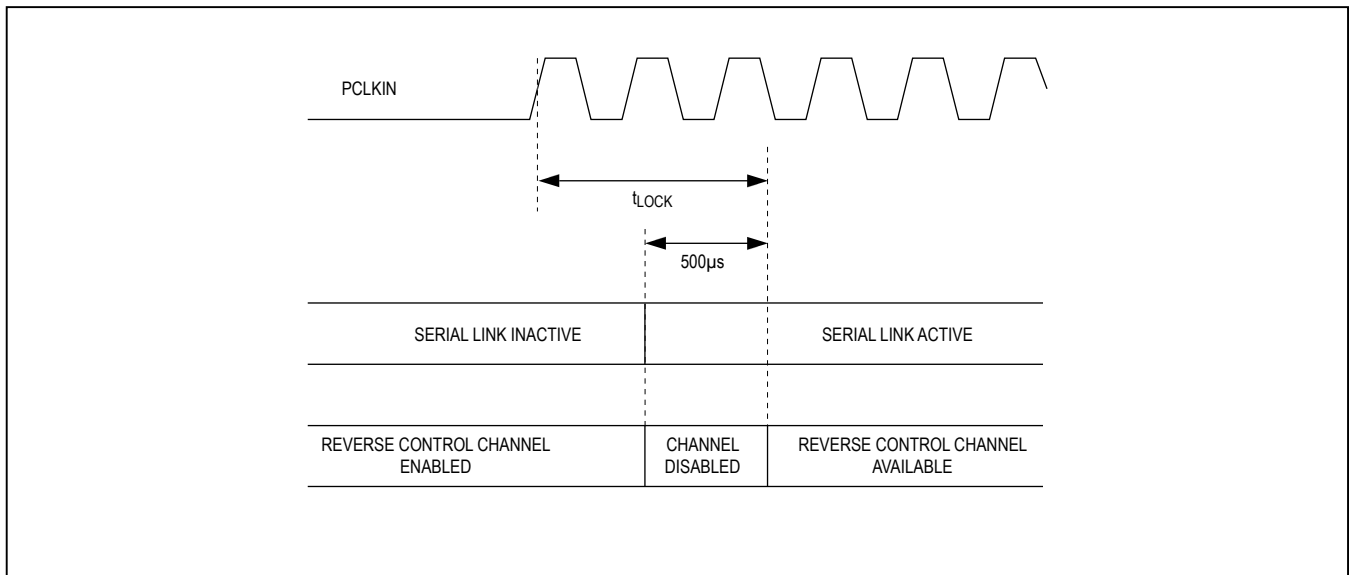 PCLKIN
tLOCK
500µs
SERIAL LINK INACTIVE
SERIAL LINK ACTIVE
REVERSE CONTROL CHANNEL
ENABLED
CHANNEL
DISABLED
REVERSE CONTROL CHANNEL
AVAILABLE